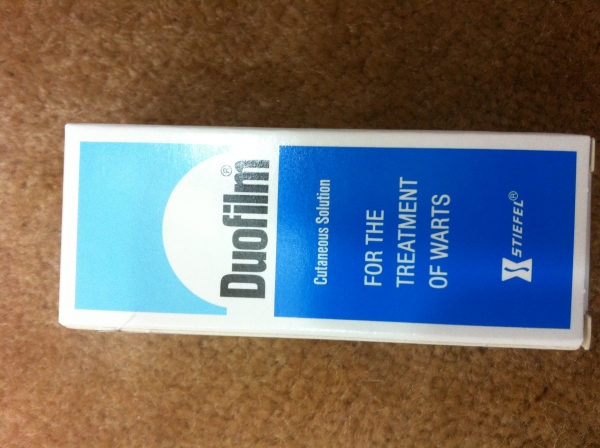 Duofilm®
Cutaneous Solution
FOR THE
TREATMENT
OF WARTS
STIEFEL®